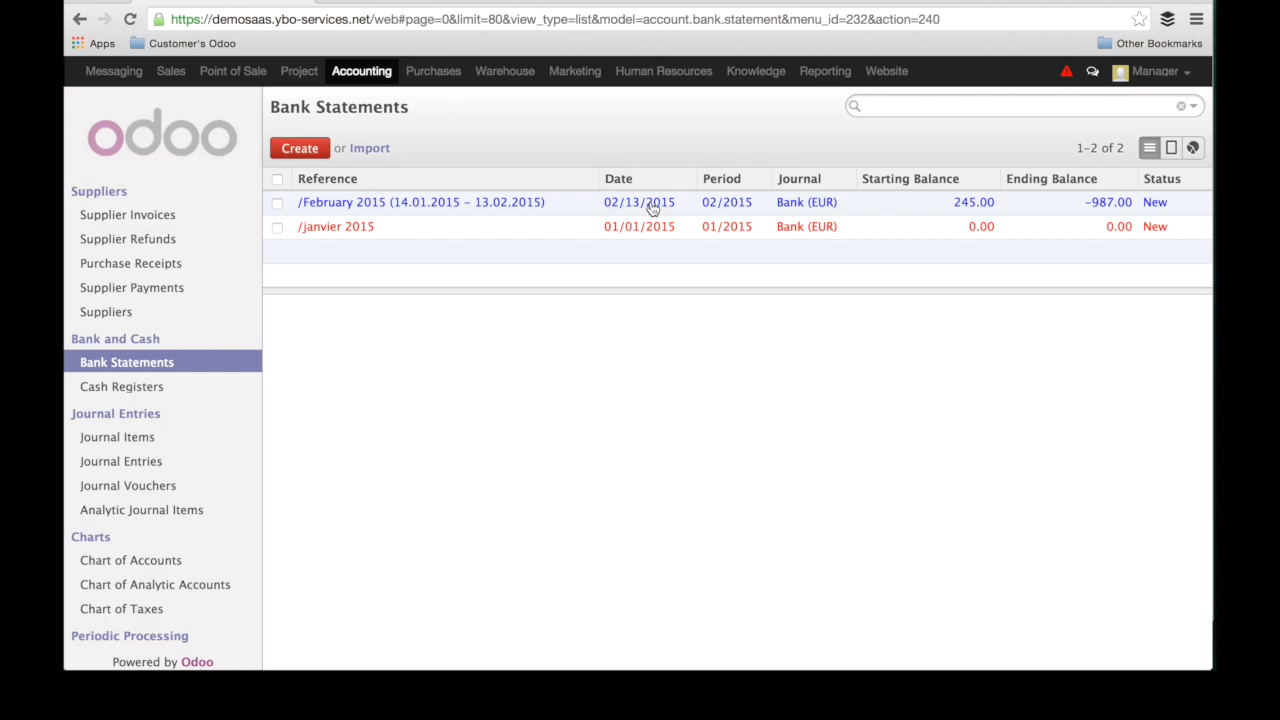 https://demosaas.ybo-services.net/web#page=0&limit=80&view_type=list&model=account.bank.statement&menu_id=232&action=240
Apps Customer's Odoo Other Bookmarks
Messaging Sales Point of Sale Project Accounting Purchases Warehouse Marketing Human Resources Knowledge Reporting Website Manager
odoo
Suppliers
Supplier Invoices
Supplier Refunds
Purchase Receipts
Supplier Payments
Suppliers
Bank and Cash
Bank Statements
Cash Registers
Journal Entries
Journal Items
Journal Entries
Journal Vouchers
Analytic Journal Items
Charts
Chart of Accounts
Chart of Analytic Accounts
Chart of Taxes
Periodic Processing
Powered by Odoo
Bank Statements
Create or Import 1-2 of 2
Reference Date Period Journal Starting Balance Ending Balance Status
/February 2015 (14.01.2015 - 13.02.2015) 02/13/2015 02/2015 Bank (EUR) 245.00 -987.00 New
/janvier 2015 01/01/2015 01/2015 Bank (EUR) 0.00 0.00 New